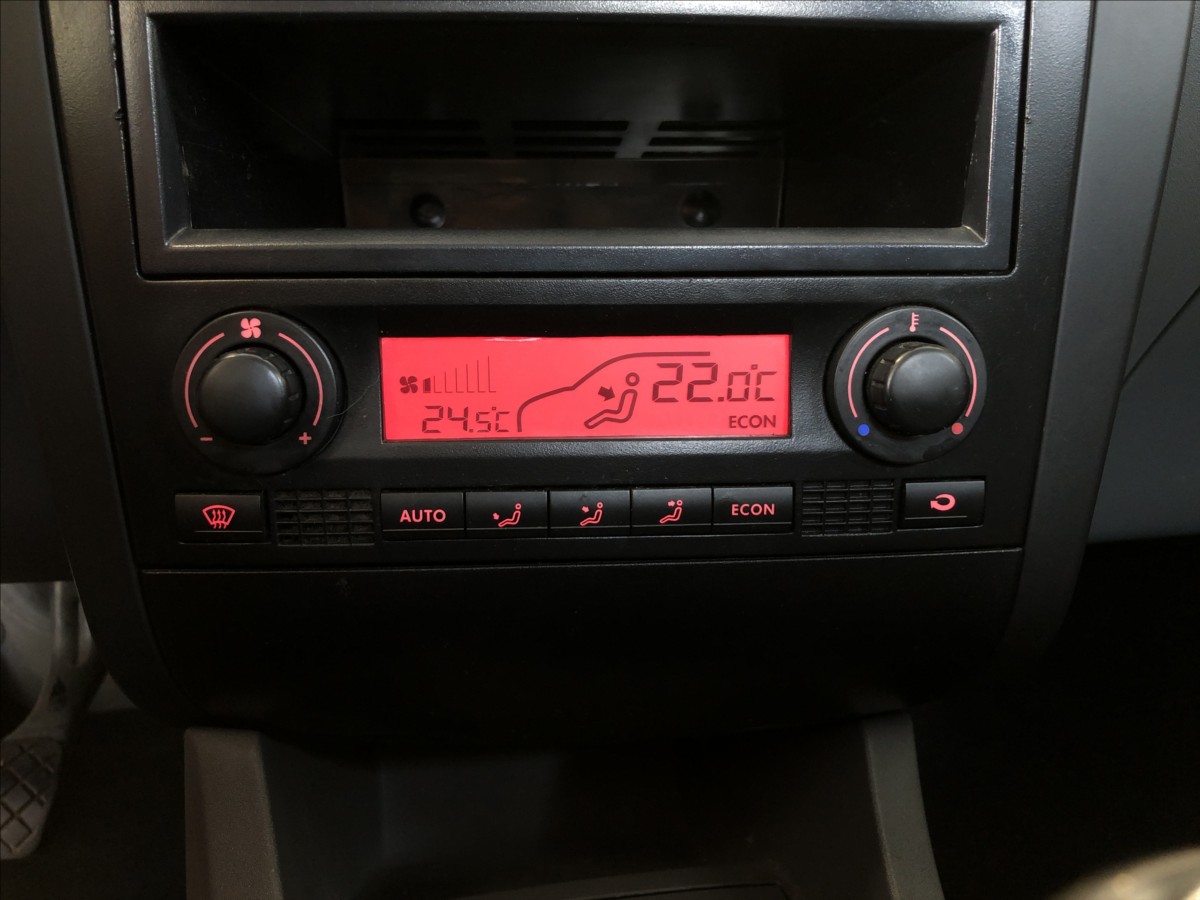 22.0°C
24.5°C
ECON
- +
AUTO ECON